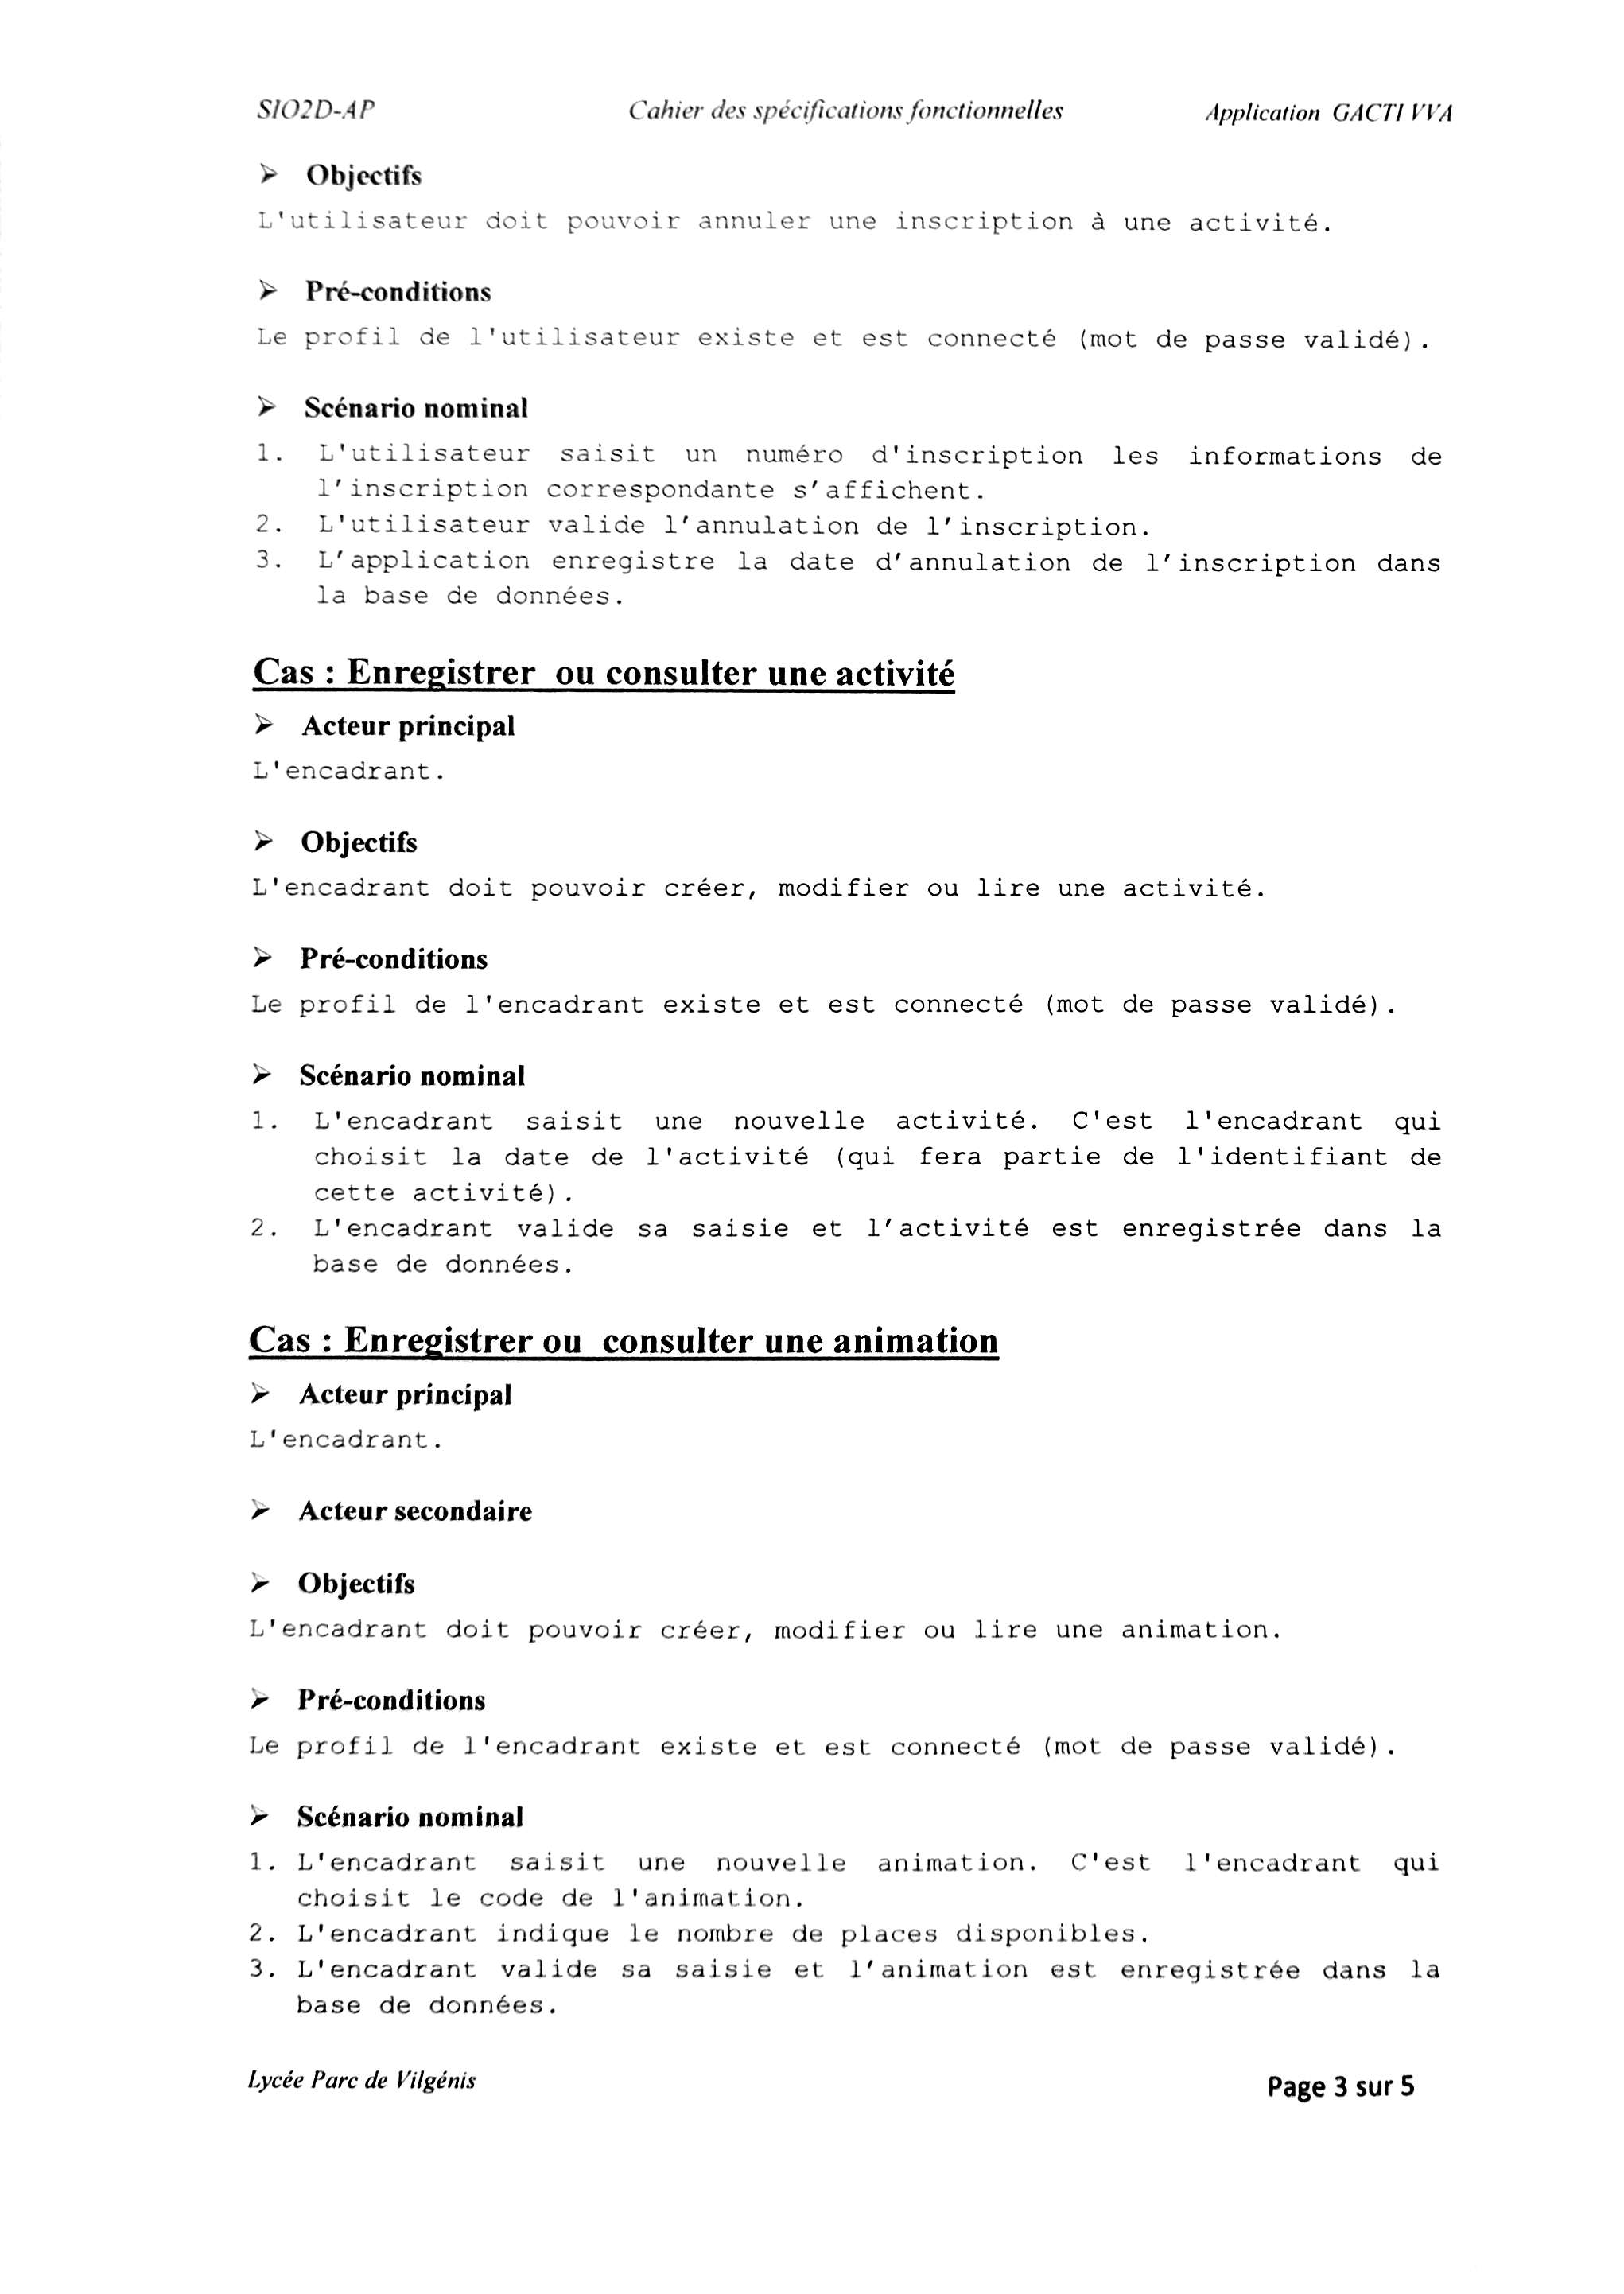 SIO2D-AP Cahier des spécifications fonctionnelles Application GACTI VVA
➢ Objectifs
L'utilisateur doit pouvoir annuler une inscription à une activité.
➢ Pré-conditions
Le profil de l'utilisateur existe et est connecté (mot de passe validé).
➢ Scénario nominal
1. L'utilisateur saisit un numéro d'inscription les informations de
l’inscription correspondante s’affichent.
2. L'utilisateur valide l’annulation de l’inscription.
3. L’application enregistre la date d’annulation de l’inscription dans
la base de données.
Cas : Enregistrer ou consulter une activité
➢ Acteur principal
L'encadrant.
➢ Objectifs
L'encadrant doit pouvoir créer, modifier ou lire une activité.
➢ Pré-conditions
Le profil de l'encadrant existe et est connecté (mot de passe validé).
➢ Scénario nominal
1. L'encadrant saisit une nouvelle activité. C'est l'encadrant qui
choisit la date de l'activité (qui fera partie de l'identifiant de
cette activité).
2. L'encadrant valide sa saisie et l’activité est enregistrée dans la
base de données.
Cas : Enregistrer ou consulter une animation
➢ Acteur principal
L'encadrant.
➢ Acteur secondaire
➢ Objectifs
L'encadrant doit pouvoir créer, modifier ou lire une animation.
➢ Pré-conditions
Le profil de l'encadrant existe et est connecté (mot de passe validé).
➢ Scénario nominal
1. L'encadrant saisit une nouvelle animation. C'est l'encadrant qui
choisit le code de l'animation.
2. L'encadrant indique le nombre de places disponibles.
3. L'encadrant valide sa saisie et l’animation est enregistrée dans la
base de données.
Lycée Parc de Vilgénis Page 3 sur 5